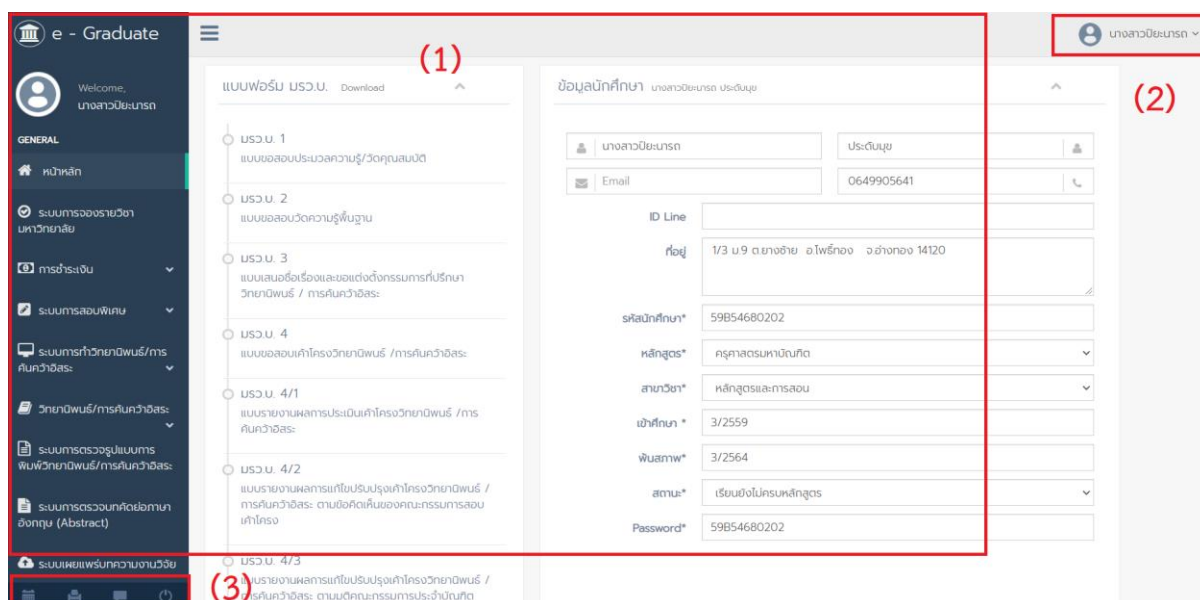 e - Graduate
นางสาวปิยะนารถ
(1)
(2)
Welcome,
นางสาวปิยะนารถ
GENERAL
หน้าหลัก
ระบบการจองรายวิชา
มหาวิทยาลัย
การชำระเงิน
ระบบการสอบพิเศษ
ระบบการทำวิทยานิพนธ์/การ
ค้นคว้าอิสระ
วิทยานิพนธ์/การค้นคว้าอิสระ
ระบบการตรวจรูปแบบการ
พิมพ์วิทยานิพนธ์/การค้นคว้าอิสระ
ระบบการตรวจบทคัดย่อภาษา
อังกฤษ (Abstract)
ระบบเผยแพร่บทความงานวิจัย
(3)
แบบฟอร์ม มรว.บ. Download
มรว.บ. 1
แบบขอสอบประมวลความรู้/วัดคุณสมบัติ
มรว.บ. 2
แบบขอสอบวัดความรู้พื้นฐาน
มรว.บ. 3
แบบเสนอชื่อเรื่องและขอแต่งตั้งกรรมการที่ปรึกษา
วิทยานิพนธ์ / การค้นคว้าอิสระ
มรว.บ. 4
แบบขอสอบเค้าโครงวิทยานิพนธ์ /การค้นคว้าอิสระ
มรว.บ. 4/1
แบบรายงานผลการประเมินเค้าโครงวิทยานิพนธ์ /การ
ค้นคว้าอิสระ
มรว.บ. 4/2
แบบรายงานผลการแก้ไขปรับปรุงเค้าโครงวิทยานิพนธ์ /
การค้นคว้าอิสระ ตามข้อคิดเห็นของคณะกรรมการสอบ
เค้าโครง
มรว.บ. 4/3
แบบรายงานผลการแก้ไขปรับปรุงเค้าโครงวิทยานิพนธ์ /
การค้นคว้าอิสระ ตามมติคณะกรรมการประจำบัณฑิต
ข้อมูลนักศึกษา นางสาวปิยะนารถ ประดับมุข
นางสาวปิยะนารถ ประดับมุข
Email 0649905641
ID Line
ที่อยู่ 1/3 ม.9 ต.ยางช้าย อ.โพธิ์ทอง จ.อ่างทอง 14120
รหัสนักศึกษา* 59B54680202
หลักสูตร* ครุศาสตรมหาบัณฑิต
สาขาวิชา* หลักสูตรและการสอน
เข้าศึกษา * 3/2559
พ้นสภาพ* 3/2564
สถานะ* เรียนยังไม่ครบหลักสูตร
Password* 59B54680202